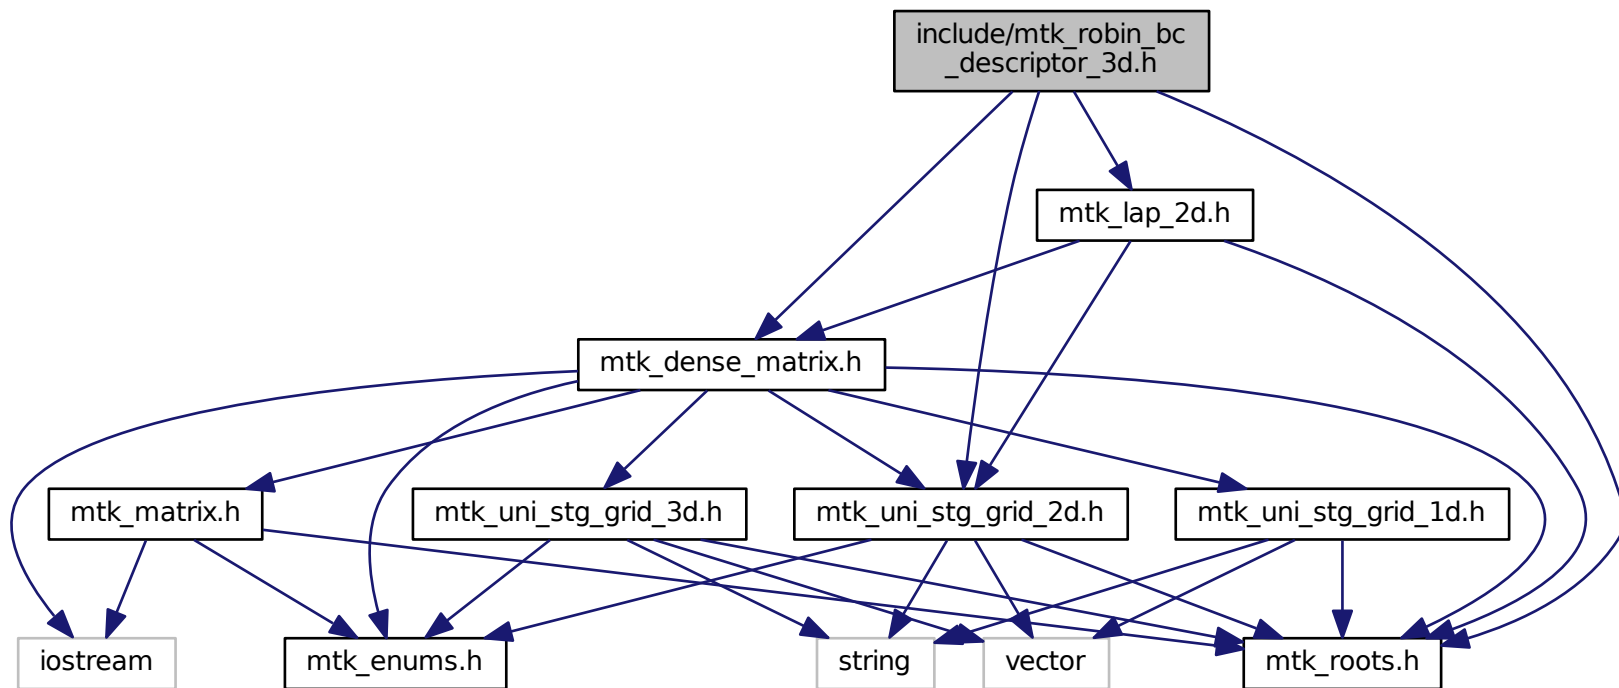 include/mtk_robin_bc
_descriptor_3d.h
mtk_lap_2d.h
mtk_dense_matrix.h
mtk_matrix.h
mtk_uni_stg_grid_3d.h
mtk_uni_stg_grid_2d.h
mtk_uni_stg_grid_1d.h
iostream
mtk_enums.h
string
vector
mtk_roots.h